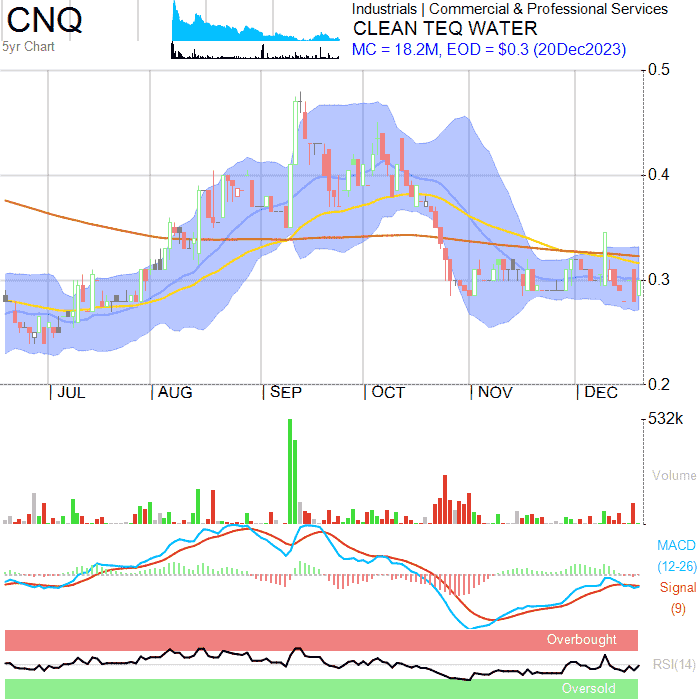 CNQ
5yr Chart
Industrials | Commercial & Professional Services
CLEAN TEQ WATER
MC = 18.2M, EOD = $0.3 (20Dec2023)
0.5
0.4
0.3
0.2
JUL
AUG
SEP
OCT
NOV
DEC
532k
Volume
MACD
(12-26)
Signal
(9)
Overbought
RSI(14)
Oversold